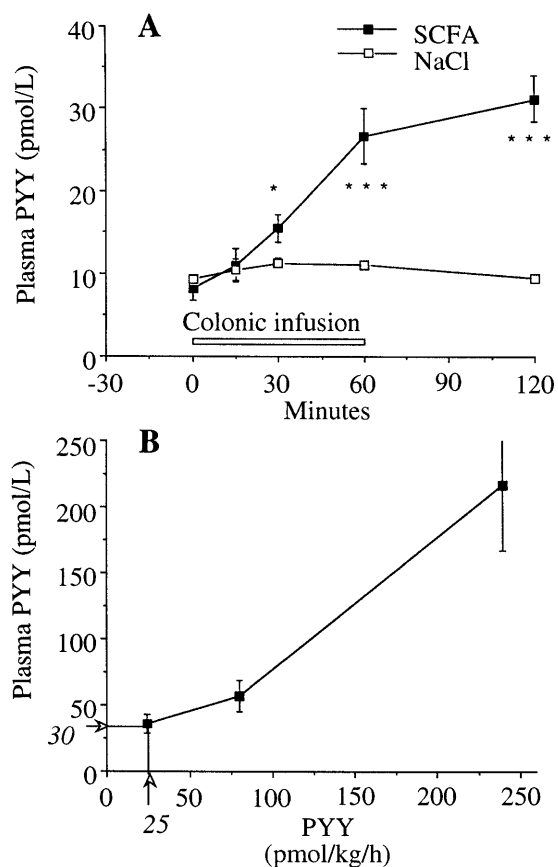 A
SCFA
NaCl
Plasma PYY (pmol/L)
40
30
20
10
0
*
* * *
* * *
Colonic infusion
-30 0 30 60 90 120
Minutes
B
Plasma PYY (pmol/L)
250
200
150
100
50
30
0
0 50 100 150 200 250
25
PYY
(pmol/kg/h)